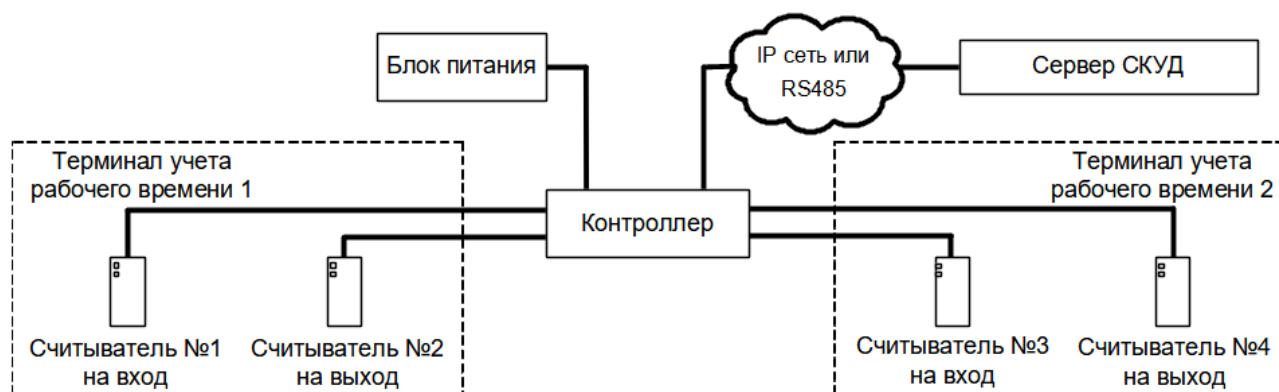 Блок питания
IP сеть или
RS485
Сервер СКУД
Терминал учета
рабочего времени 1
Терминал учета
рабочего времени 2
Контроллер
Считыватель №1
на вход
Считыватель №2
на выход
Считыватель №3
на вход
Считыватель №4
на выход